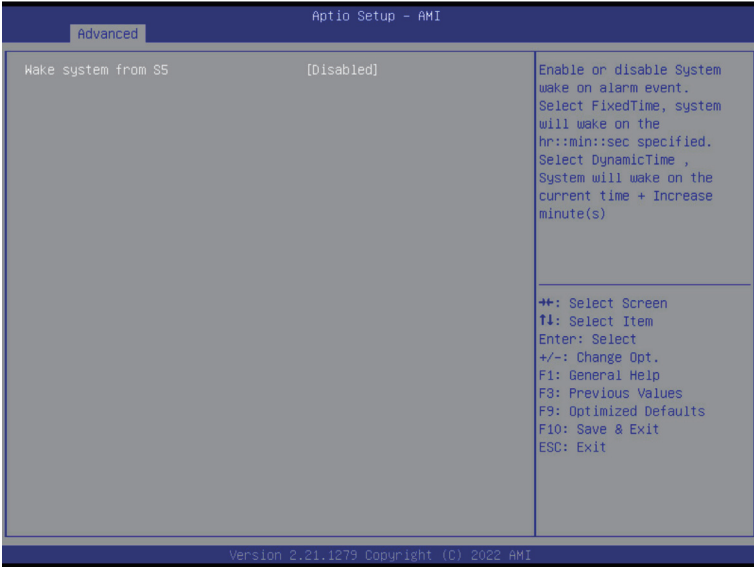 Aptio Setup - AMI
Advanced
Wake system from S5 [Disabled]
Enable or disable System
wake on alarm event.
Select FixedTime, system
will wake on the
hr::min::sec specified.
Select DynamicTime ,
System will wake on the
current time + Increase
minute(s)
→←: Select Screen
↑↓: Select Item
Enter: Select
+/-: Change Opt.
F1: General Help
F3: Previous Values
F9: Optimized Defaults
F10: Save & Exit
ESC: Exit
Version 2.21.1279 Copyright (C) 2022 AMI